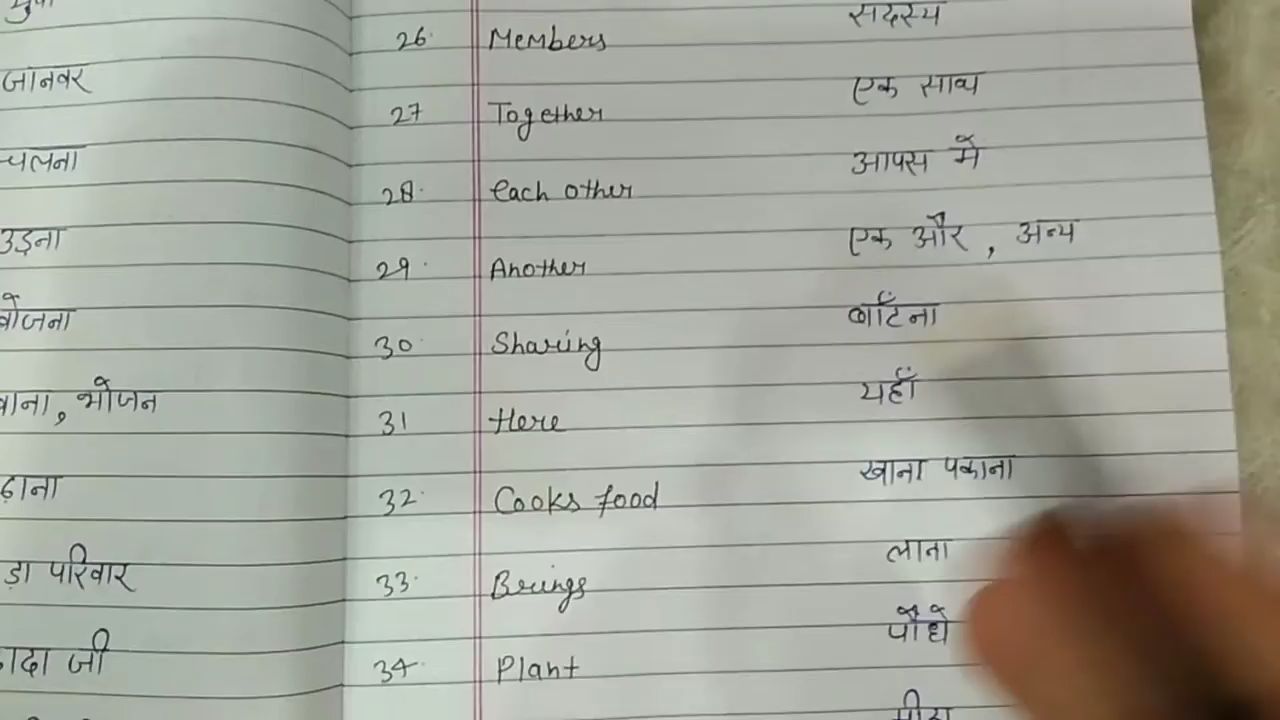 जानवर
चलना
उड़ना
भोजन
ड़ा परिवार
जी
26. Members सदस्य
27 Together एक साथ
28. Each other आपस मे
29. Another एक और, अन्य
30. Sharing बाँटना
31 Here यहाँ
32. Cooks food खाना पकाना
33. Brings लाना
34. Plant पौधे